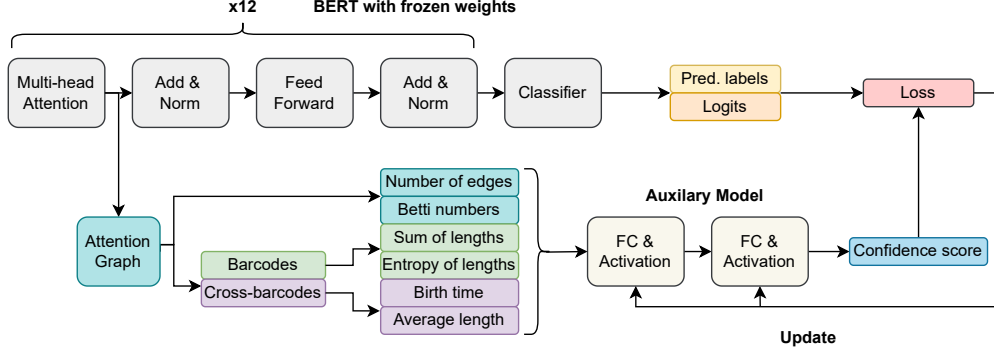 x12
BERT with frozen weights
Multi-head
Attention
Add &
Norm
Feed
Forward
Add &
Norm
Classifier
Pred. labels
Logits
Loss
Attention
Graph
Barcodes
Cross-barcodes
Number of edges
Betti numbers
Sum of lengths
Entropy of lengths
Birth time
Average length
Auxilary Model
FC &
Activation
FC &
Activation
Confidence score
Update